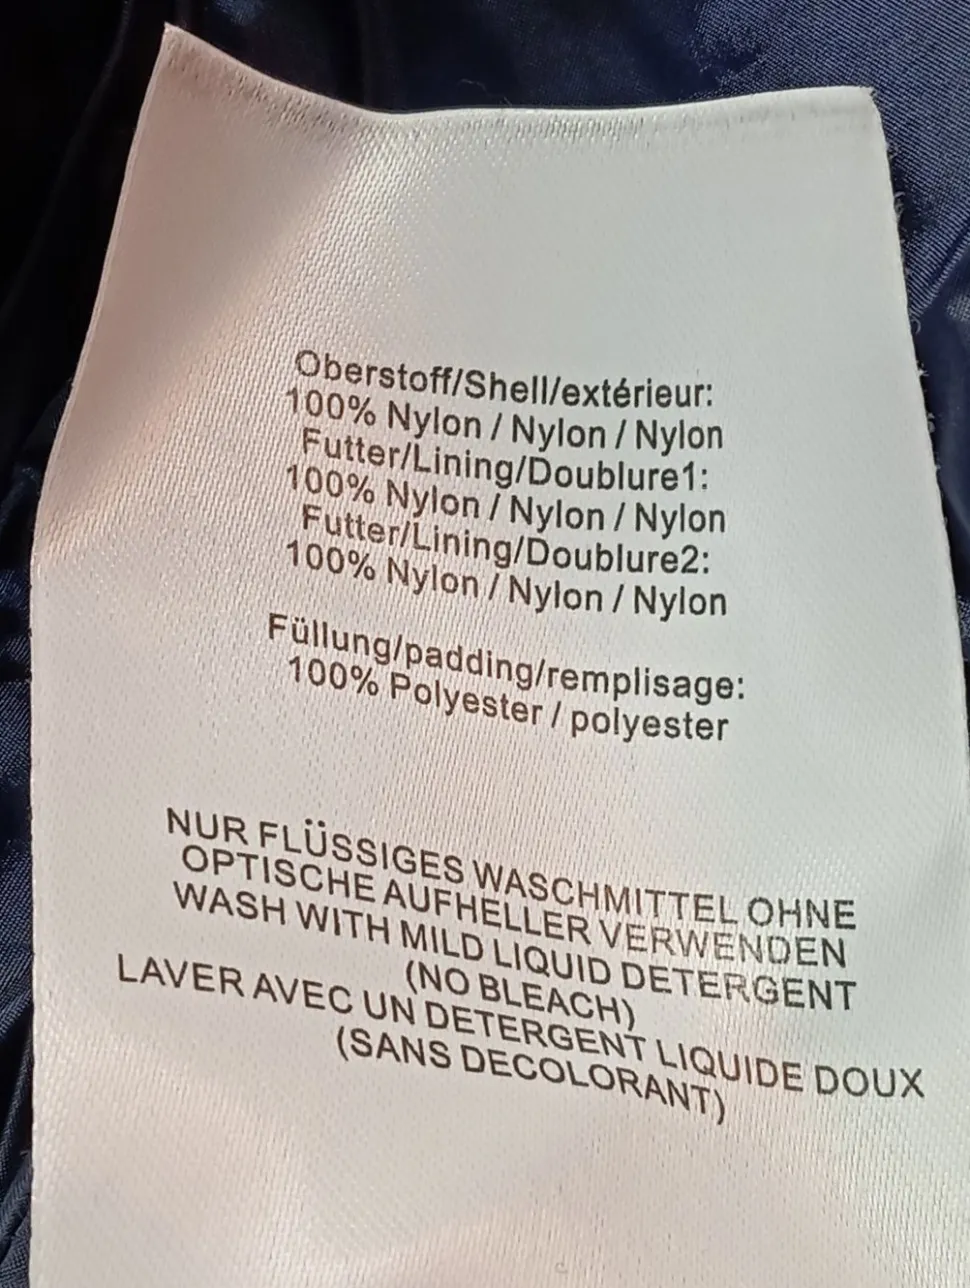 Oberstoff/Shell/extérieur:
100% Nylon / Nylon / Nylon
Futter/Lining/Doublure1:
100% Nylon / Nylon / Nylon
Futter/Lining/Doublure2:
100% Nylon / Nylon / Nylon
Füllung/padding/remplisage:
100% Polyester / polyester
NUR FLÜSSIGES WASCHMITTEL OHNE
OPTISCHE AUFHELLER VERWENDEN
WASH WITH MILD LIQUID DETERGENT
(NO BLEACH)
LAVER AVEC UN DETERGENT LIQUIDE DOUX
(SANS DECOLORANT)